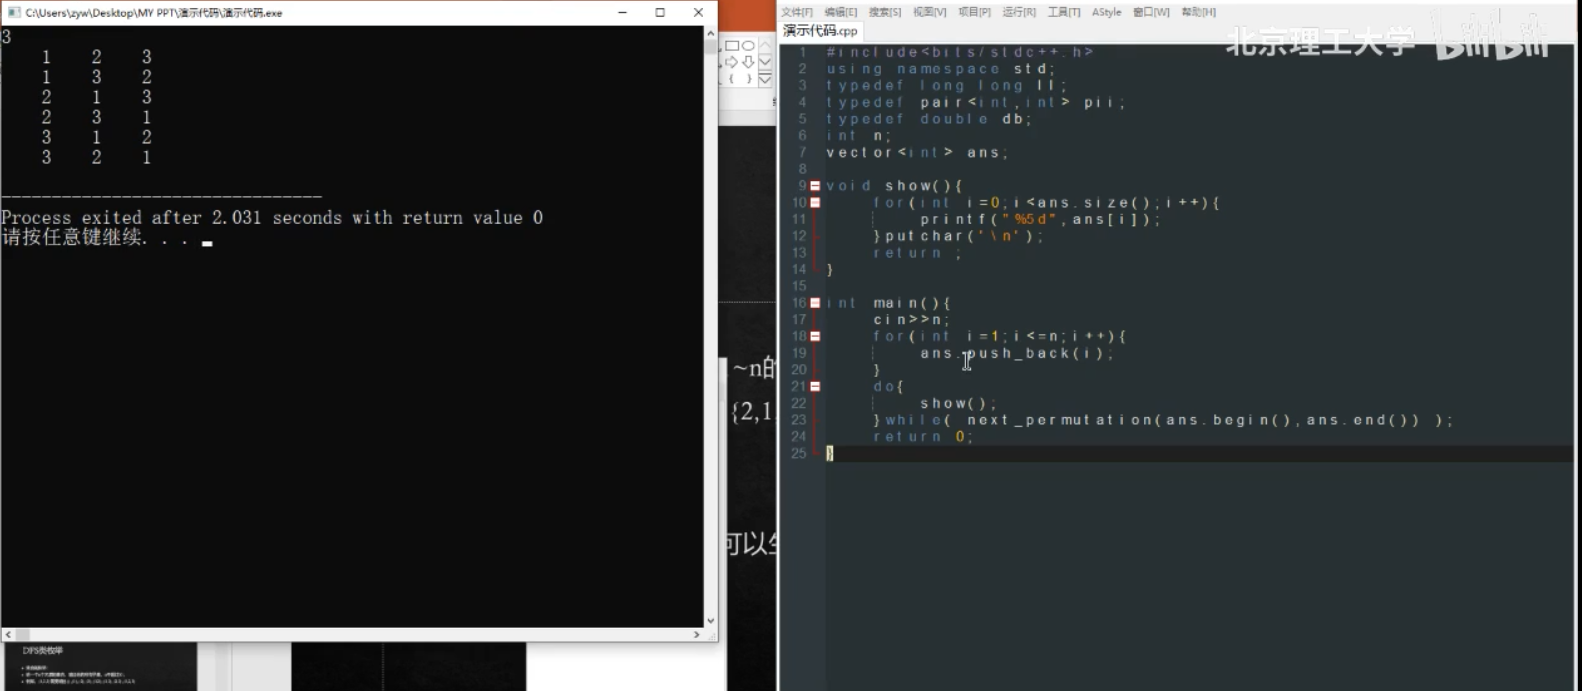 C:\Users\zyw\Desktop\MY PPT\演示代码\演示代码.exe
3
1 2 3
1 3 2
2 1 3
2 3 1
3 1 2
3 2 1
--------------------------------
Process exited after 2.031 seconds with return value 0
请按任意键继续. . .
~n的
{2,1
可以
DFS类枚举
文件[F] 编辑[E] 搜索[S] 视图[V] 项目[P] 运行[R] 工具[T] AStyle 窗口[W] 帮助[H]
演示代码.cpp
北京理工大学 bilibili
1 #include<bits/stdc++.h>
2 using namespace std;
3 typedef long long ll;
4 typedef pair<int,int> pii;
5 typedef double db;
6 int n;
7 vector<int> ans;
8
9 void show(){
10 for(int i=0;i<ans.size();i++){
11 printf("%5d",ans[i]);
12 }putchar('\n');
13 return ;
14 }
15
16 int main(){
17 cin>>n;
18 for(int i=1;i<=n;i++){
19 ans.push_back(i);
20 }
21 do{
22 show();
23 }while( next_permutation(ans.begin(),ans.end()) );
24 return 0;
25 }